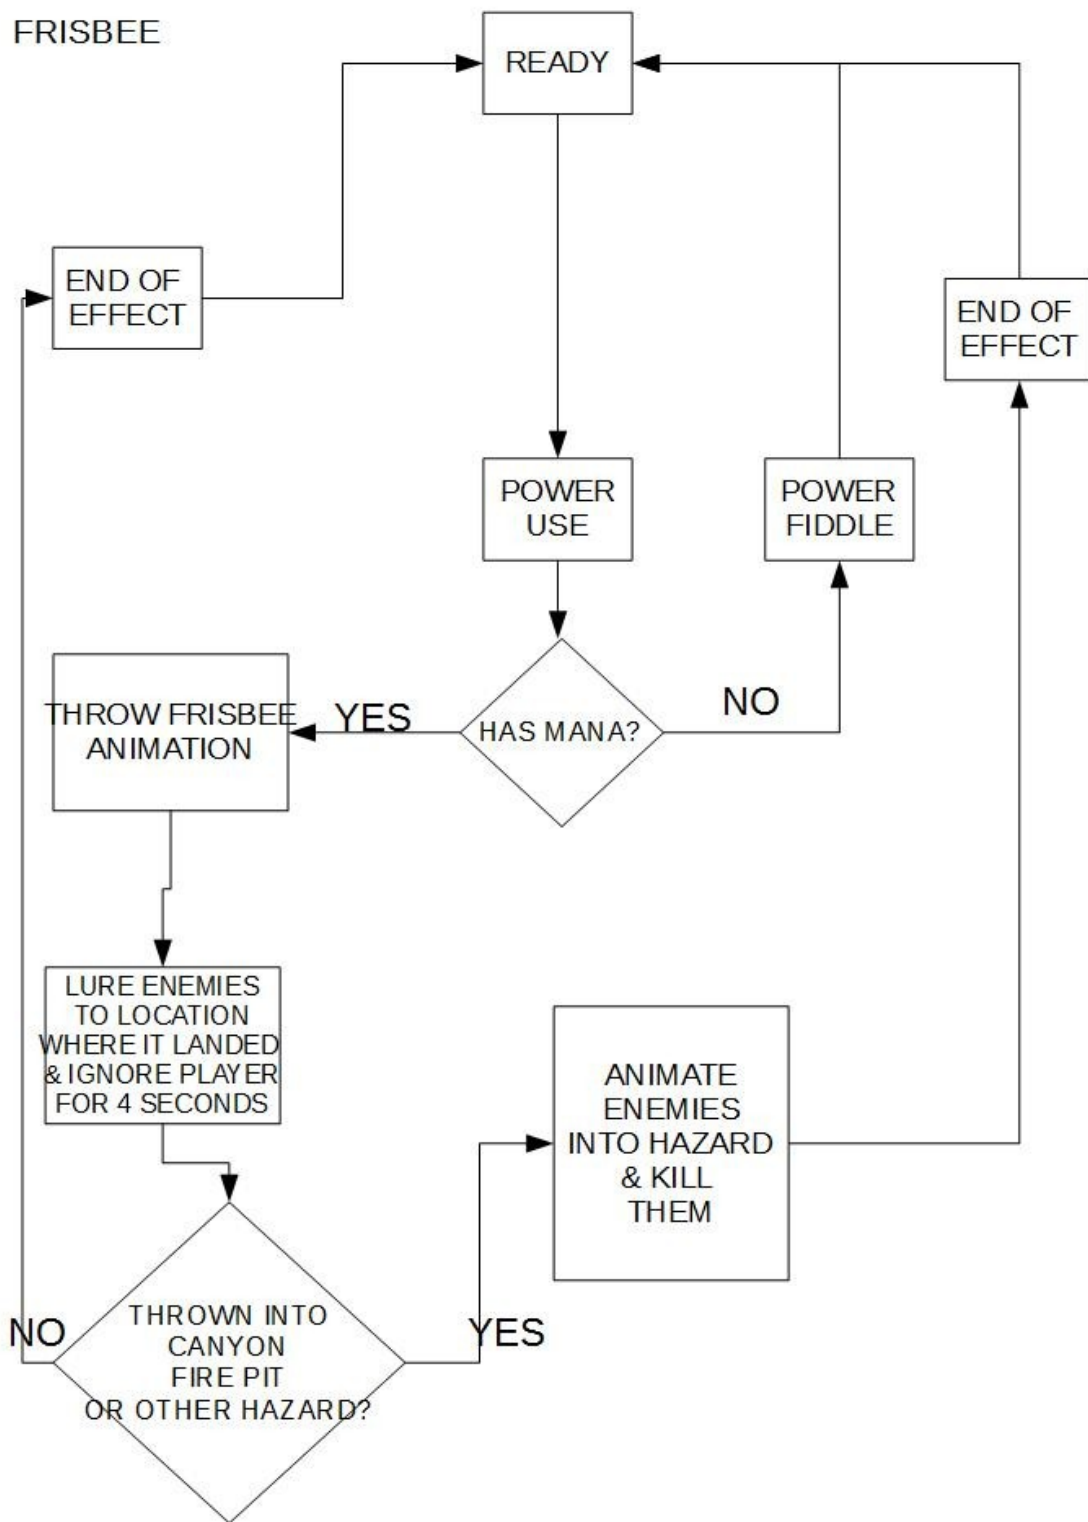 FRISBEE
READY
END OF
EFFECT
END OF
EFFECT
POWER
USE
POWER
FIDDLE
THROW FRISBEE
ANIMATION
YES
HAS MANA?
NO
LURE ENEMIES
TO LOCATION
WHERE IT LANDED
& IGNORE PLAYER
FOR 4 SECONDS
ANIMATE
ENEMIES
INTO HAZARD
& KILL
THEM
NO
THROWN INTO
CANYON
FIRE PIT
OR OTHER HAZARD?
YES